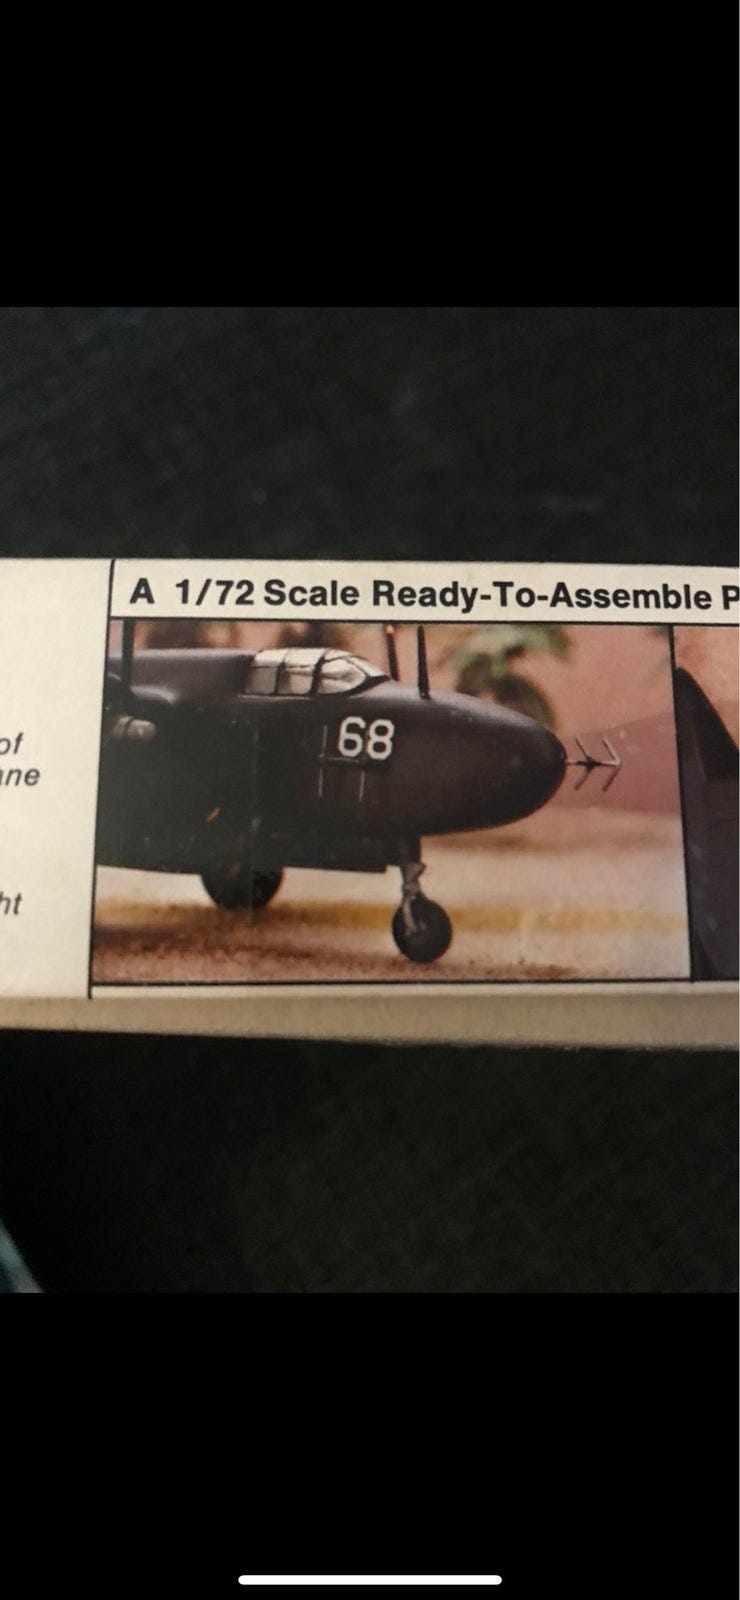 A 1/72 Scale Ready-To-Assemble P
68
of
ane
ht